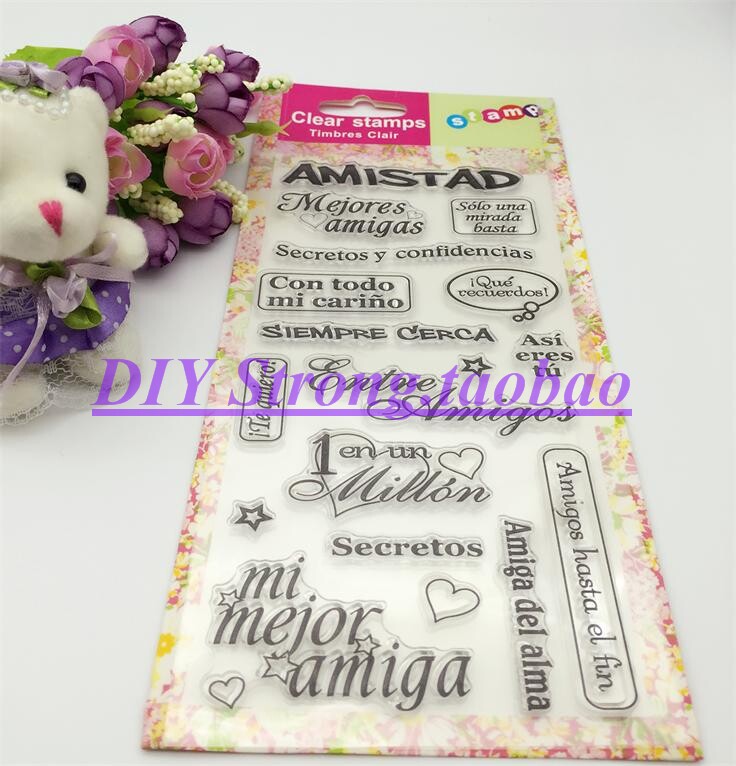 Clear stamps
Timbres Clair
stamp
AMISTAD
Mejores
amigas
Sólo una
mirada
basta
Secretos y confidencias
Con todo
mi cariño
¡Qué
recuerdos!
SIEMPRE CERCA
Así
eres
tú
¡Te quiero!
Entre
Amigos
DIY Strong.taobao
1 en un
Millón
Secretos
Amigos hasta el fin
Amiga del alma
mi
mejor
amiga